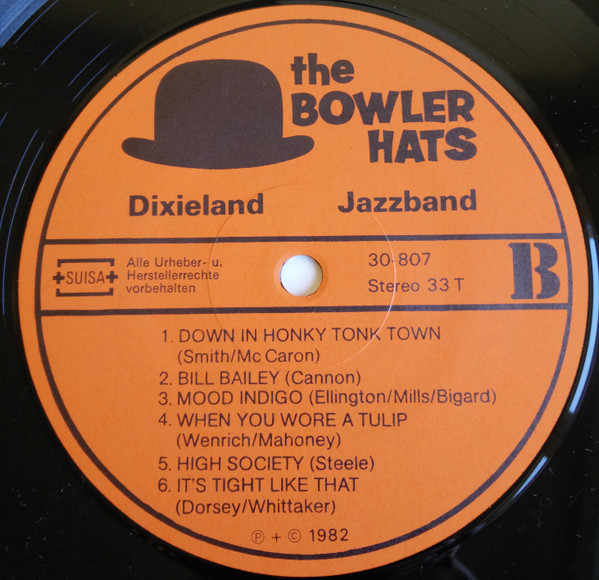 the
BOWLER
HATS
Dixieland Jazzband
+SUISA+
Alle Urheber- u.
Herstellerrechte
vorbehalten
30-807
Stereo 33 T
B
1. DOWN IN HONKY TONK TOWN
(Smith/Mc Caron)
2. BILL BAILEY (Cannon)
3. MOOD INDIGO (Ellington/Mills/Bigard)
4. WHEN YOU WORE A TULIP
(Wenrich/Mahoney)
5. HIGH SOCIETY (Steele)
6. IT'S TIGHT LIKE THAT
(Dorsey/Whittaker)
℗ + © 1982